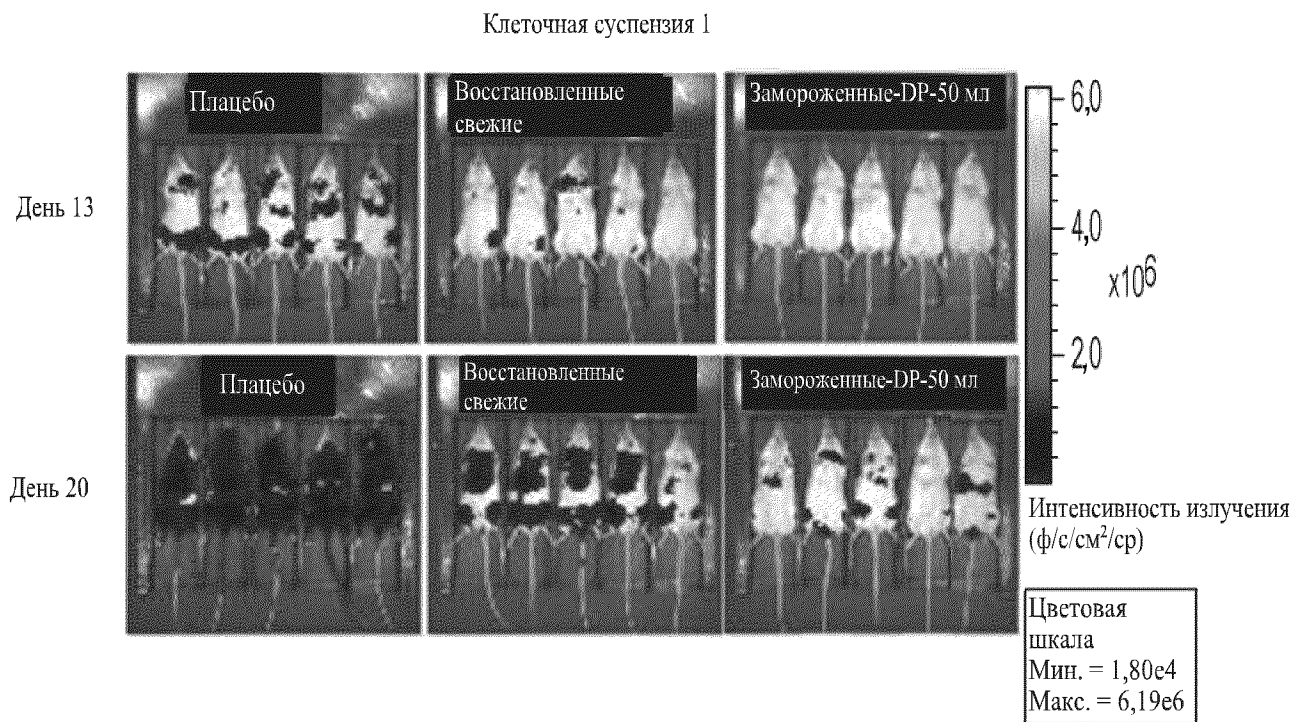 Клеточная суспензия 1
Плацебо
Восстановленные
свежие
Замороженные-DP-50 мл
День 13
Плацебо
Восстановленные
свежие
Замороженные-DP-50 мл
День 20
6,0
4,0
x10⁶
2,0
Интенсивность излучения
(ф/с/см²/ср)
Цветовая
шкала
Мин. = 1,80e4
Макс. = 6,19e6